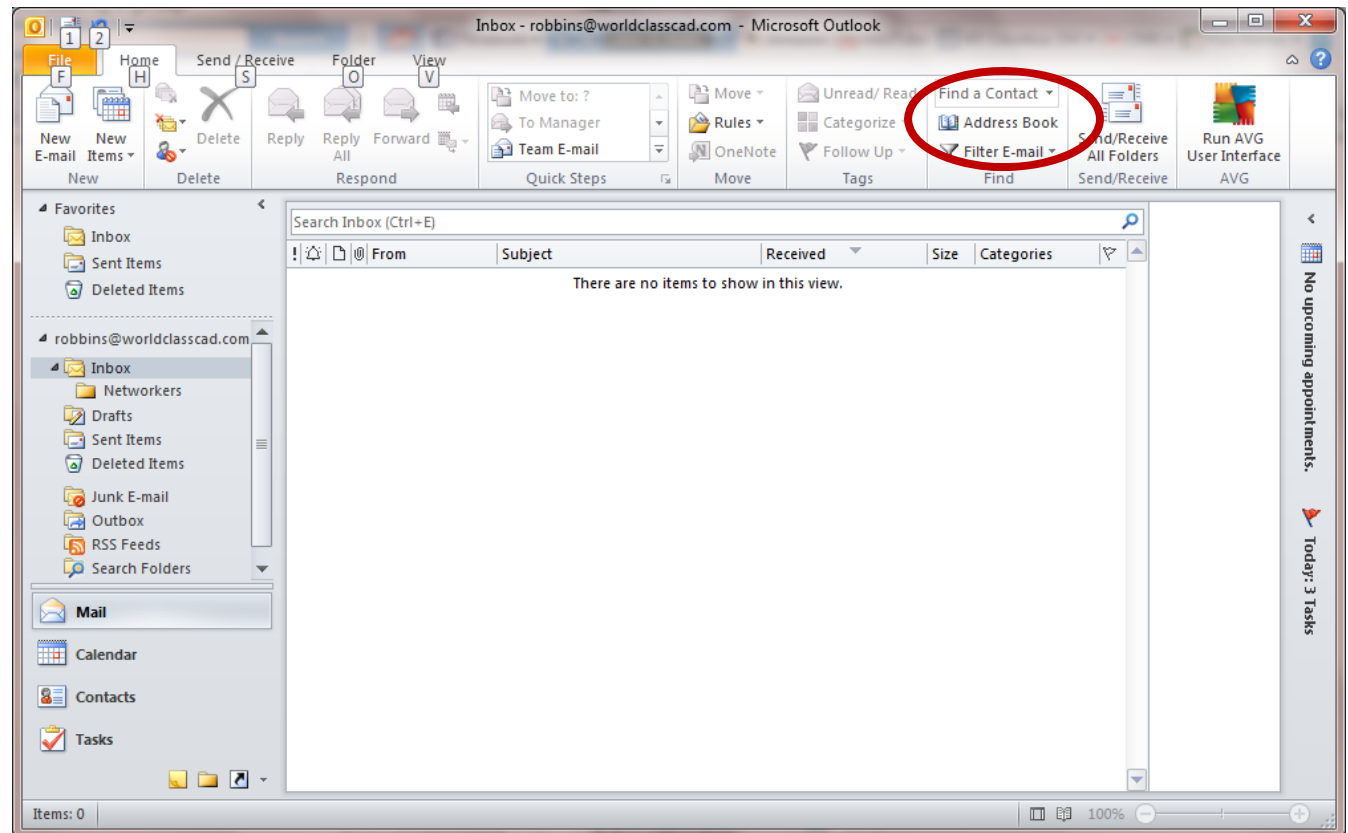 Inbox - robbins@worldclasscad.com - Microsoft Outlook
1 2
File Home Send / Receive Folder View
F H S O V
New E-mail
New Items
Delete
Reply
Reply All
Forward
Move to: ?
To Manager
Team E-mail
Move
Rules
OneNote
Unread/ Read
Categorize
Follow Up
Find a Contact
Address Book
Filter E-mail
Send/Receive All Folders
Run AVG User Interface
New Delete Respond Quick Steps Move Tags Find Send/Receive AVG
Favorites
Inbox
Sent Items
Deleted Items
robbins@worldclasscad.com
Inbox
Networkers
Drafts
Sent Items
Deleted Items
Junk E-mail
Outbox
RSS Feeds
Search Folders
Mail
Calendar
Contacts
Tasks
Search Inbox (Ctrl+E)
! From Subject Received Size Categories
There are no items to show in this view.
No upcoming appointments.
Today: 3 Tasks
Items: 0
100%